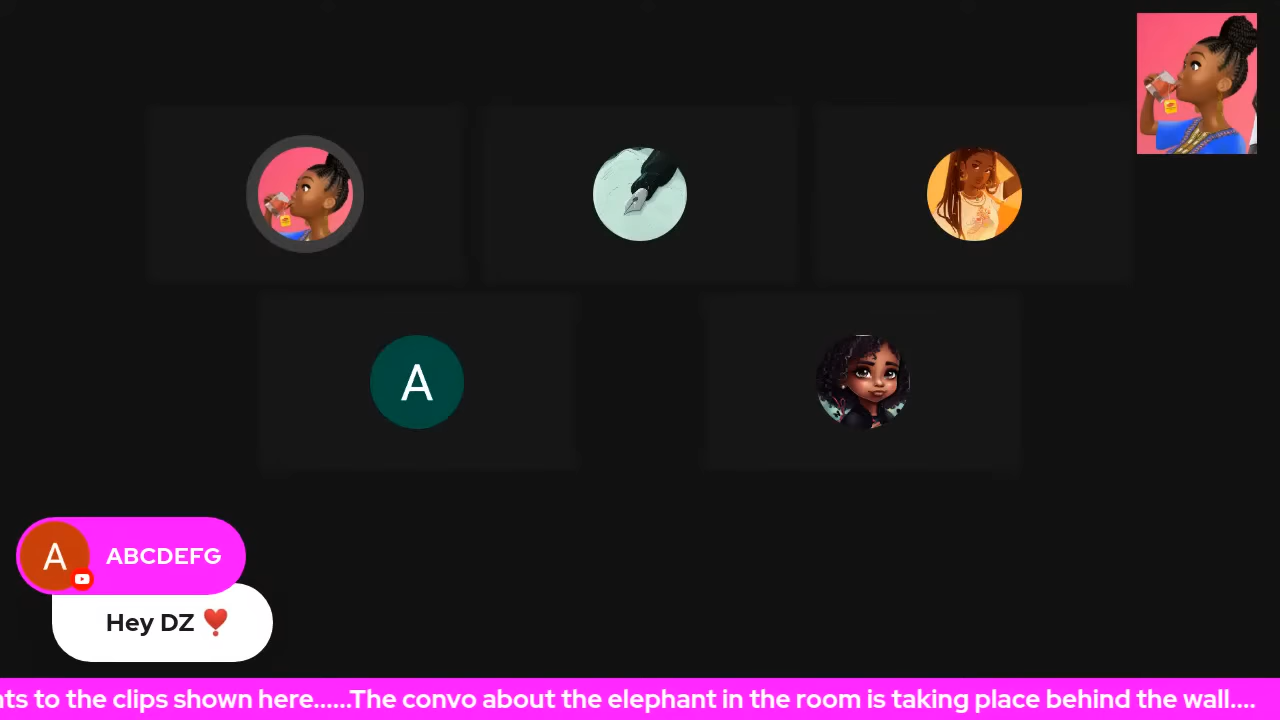 A
A
ABCDEFG
Hey DZ ❣️
ts to the clips shown here......The convo about the elephant in the room is taking place behind the wall....